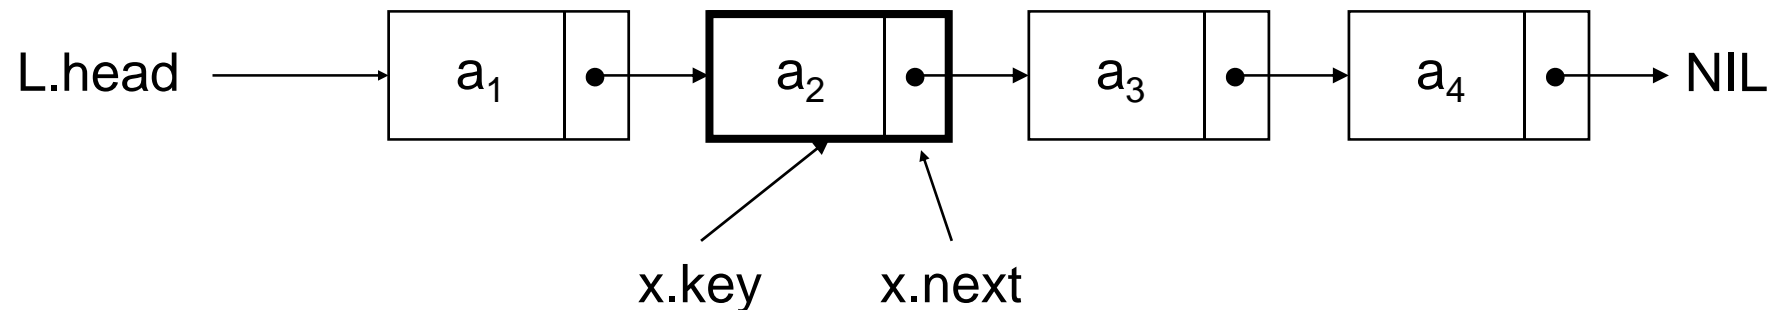 L.head a₁ a₂ a₃ a₄ NIL
x.key x.next